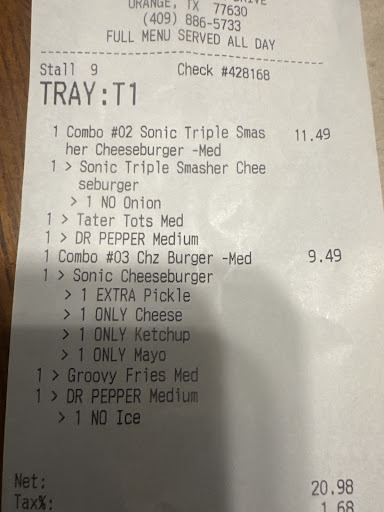 ORANGE, TX 77630
(409) 886-5733
FULL MENU SERVED ALL DAY
Stall 9 Check #428168
TRAY:T1
1 Combo #02 Sonic Triple Smas 11.49
her Cheeseburger -Med
1 > Sonic Triple Smasher Chee
seburger
> 1 NO Onion
1 > Tater Tots Med
1 > DR PEPPER Medium
1 Combo #03 Chz Burger -Med 9.49
1 > Sonic Cheeseburger
> 1 EXTRA Pickle
> 1 ONLY Cheese
> 1 ONLY Ketchup
> 1 ONLY Mayo
1 > Groovy Fries Med
1 > DR PEPPER Medium
> 1 NO Ice
Net: 20.98
Tax%: 1.68